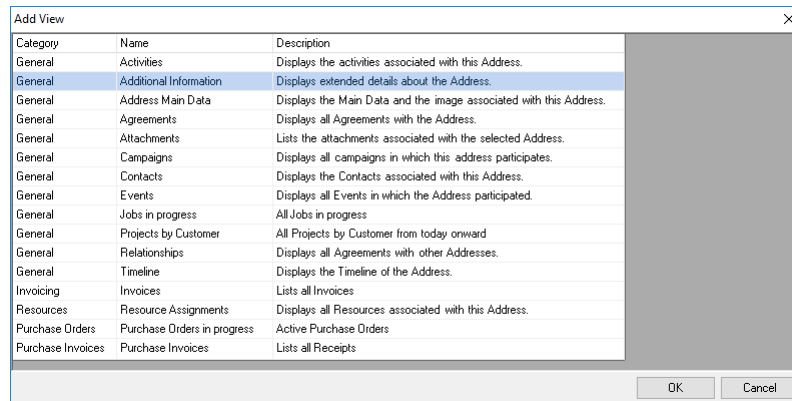 Add View
Category Name Description
General Activities Displays the activities associated with this Address.
General Additional Information Displays extended details about the Address.
General Address Main Data Displays the Main Data and the image associated with this Address.
General Agreements Displays all Agreements with the Address.
General Attachments Lists the attachments associated with the selected Address.
General Campaigns Displays all campaigns in which this address participates.
General Contacts Displays the Contacts associated with this Address.
General Events Displays all Events in which the Address participated.
General Jobs in progress All Jobs in progress
General Projects by Customer All Projects by Customer from today onward
General Relationships Displays all Agreements with other Addresses.
General Timeline Displays the Timeline of the Address.
Invoicing Invoices Lists all Invoices
Resources Resource Assignments Displays all Resources associated with this Address.
Purchase Orders Purchase Orders in progress Active Purchase Orders
Purchase Invoices Purchase Invoices Lists all Receipts
OK Cancel